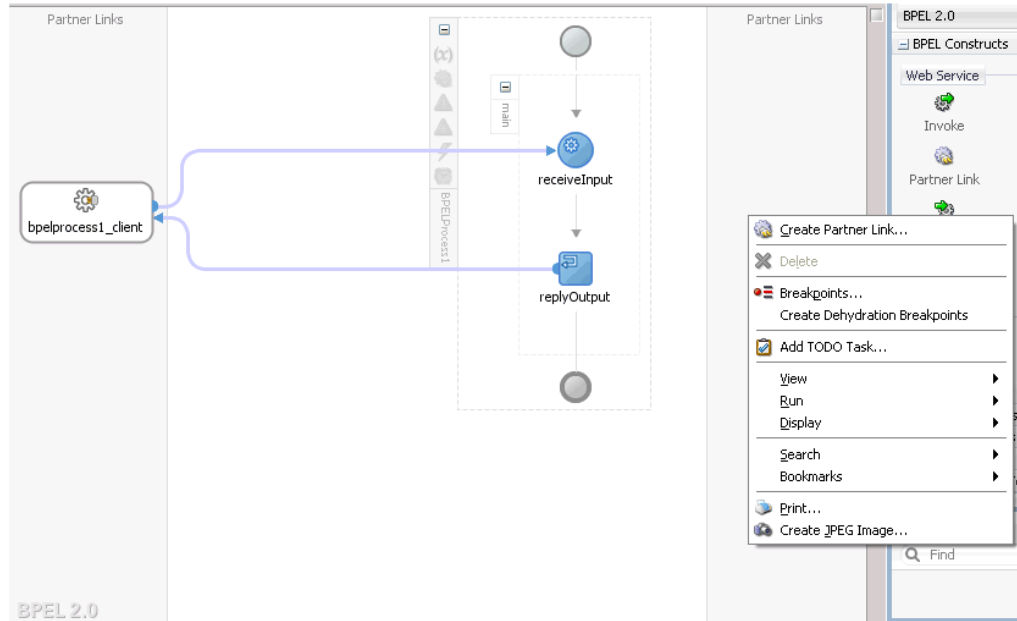 Partner Links
Partner Links
BPEL 2.0
BPEL Constructs
Web Service
Invoke
Partner Link
main
receiveInput
bpelprocess1_client
BPELProcess1
replyOutput
Create Partner Link...
Delete
Breakpoints...
Create Dehydration Breakpoints
Add TODO Task...
View
Run
Display
Search
Bookmarks
Print...
Create JPEG Image...
Find
BPEL 2.0